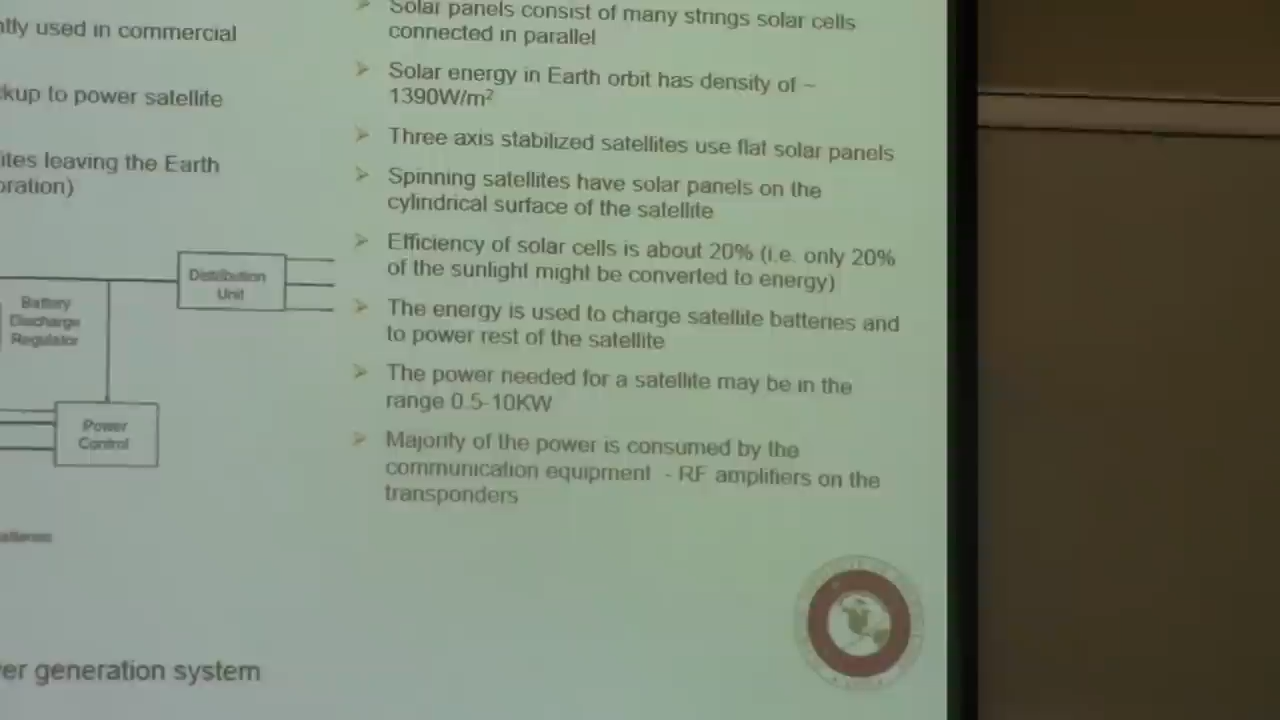 used in commercial
to power satellite
leaving the Earth
Distribution
Unit
Battery
Discharge
Regulator
Power
Control
generation system
Solar panels consist of many strings solar cells
connected in parallel
Solar energy in Earth orbit has density of ~
1390W/m²
Three axis stabilized satellites use flat solar panels
Spinning satellites have solar panels on the
cylindrical surface of the satellite
Efficiency of solar cells is about 20% (i.e. only 20%
of the sunlight might be converted to energy)
The energy is used to charge satellite batteries and
to power rest of the satellite
The power needed for a satellite may be in the
range 0.5-10KW
Majority of the power is consumed by the
communication equipment - RF amplifiers on the
transponders